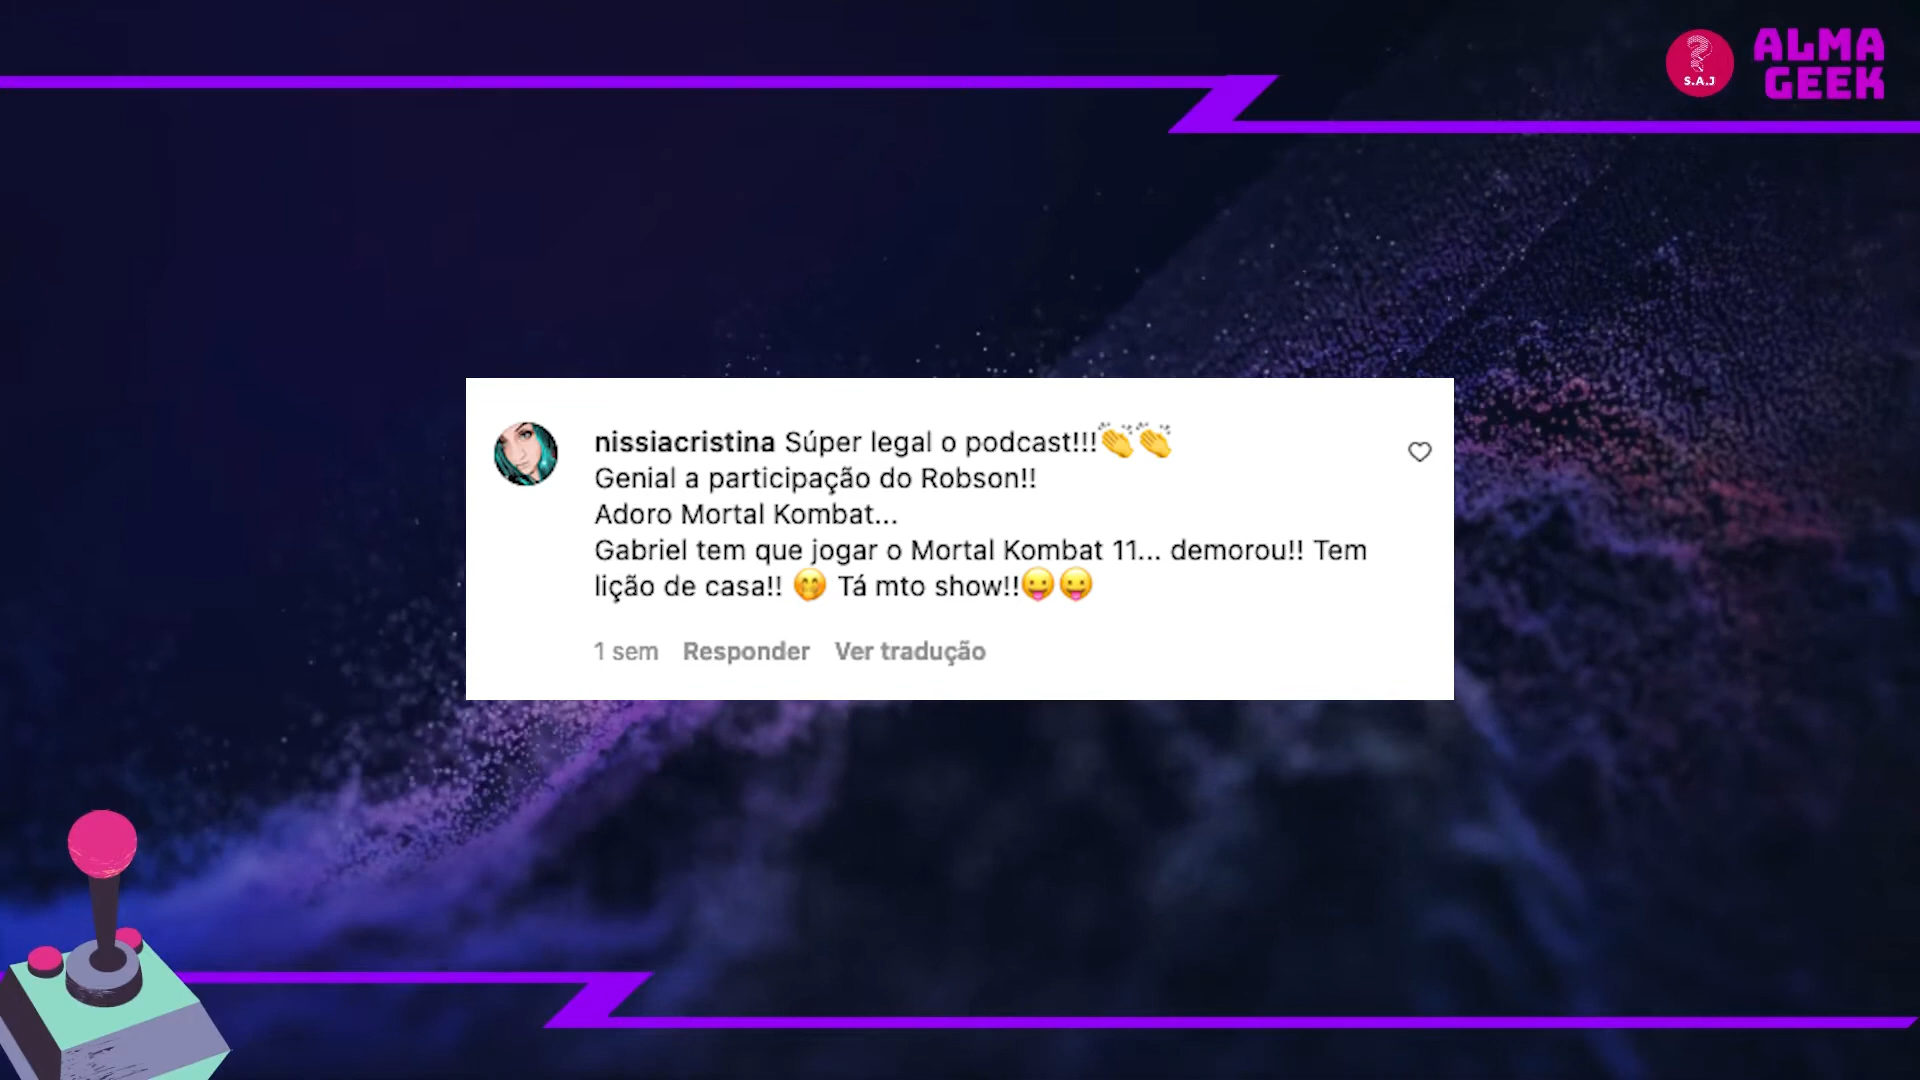 S.A.J
ALMA
GEEK
nissiacristina Súper legal o podcast!!!👏👏
Genial a participação do Robson!!
Adoro Mortal Kombat...
Gabriel tem que jogar o Mortal Kombat 11... demorou!! Tem
lição de casa!! 🤭 Tá mto show!!😛😛
1 sem Responder Ver tradução